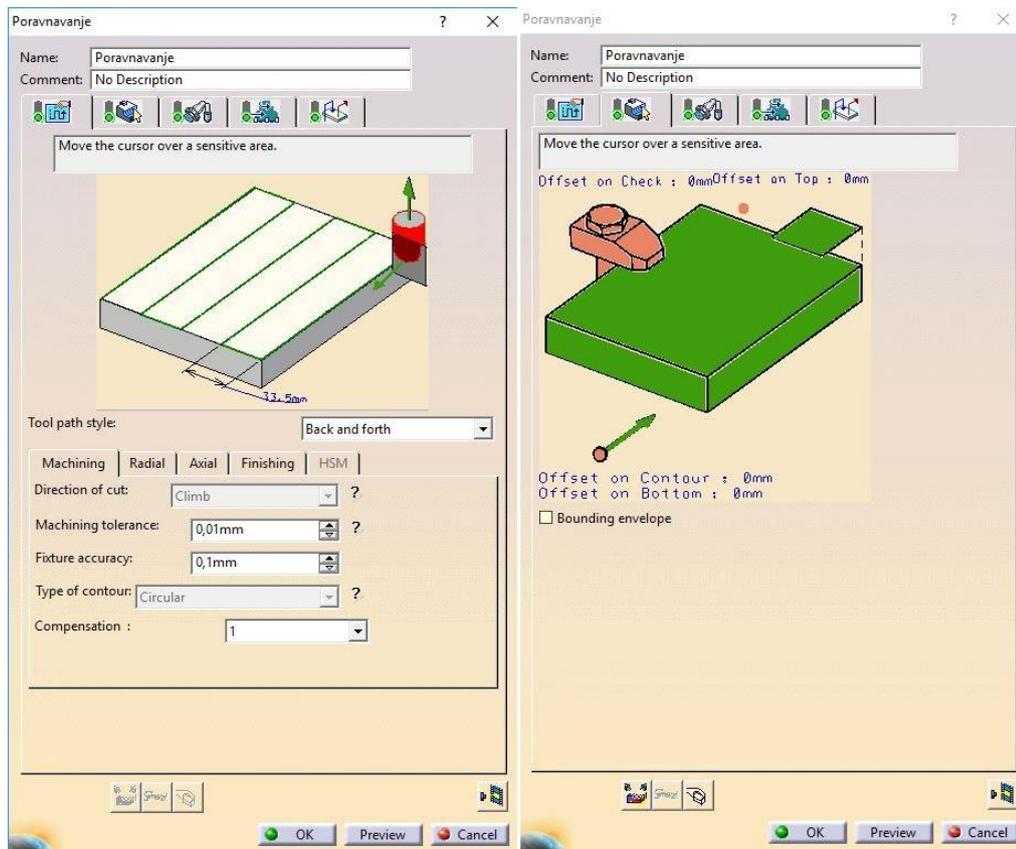 Poravnavanje ? ×
Name: Poravnavanje
Comment: No Description
Move the cursor over a sensitive area.
33.5mm
Tool path style: Back and forth
Machining Radial Axial Finishing HSM
Direction of cut: Climb ?
Machining tolerance: 0,01mm ?
Fixture accuracy: 0,1mm
Type of contour: Circular ?
Compensation : 1
OK Preview Cancel
Poravnavanje ? ×
Name: Poravnavanje
Comment: No Description
Move the cursor over a sensitive area.
Offset on Check : 0mm Offset on Top : 0mm
Offset on Contour : 0mm
Offset on Bottom : 0mm
Bounding envelope
OK Preview Cancel